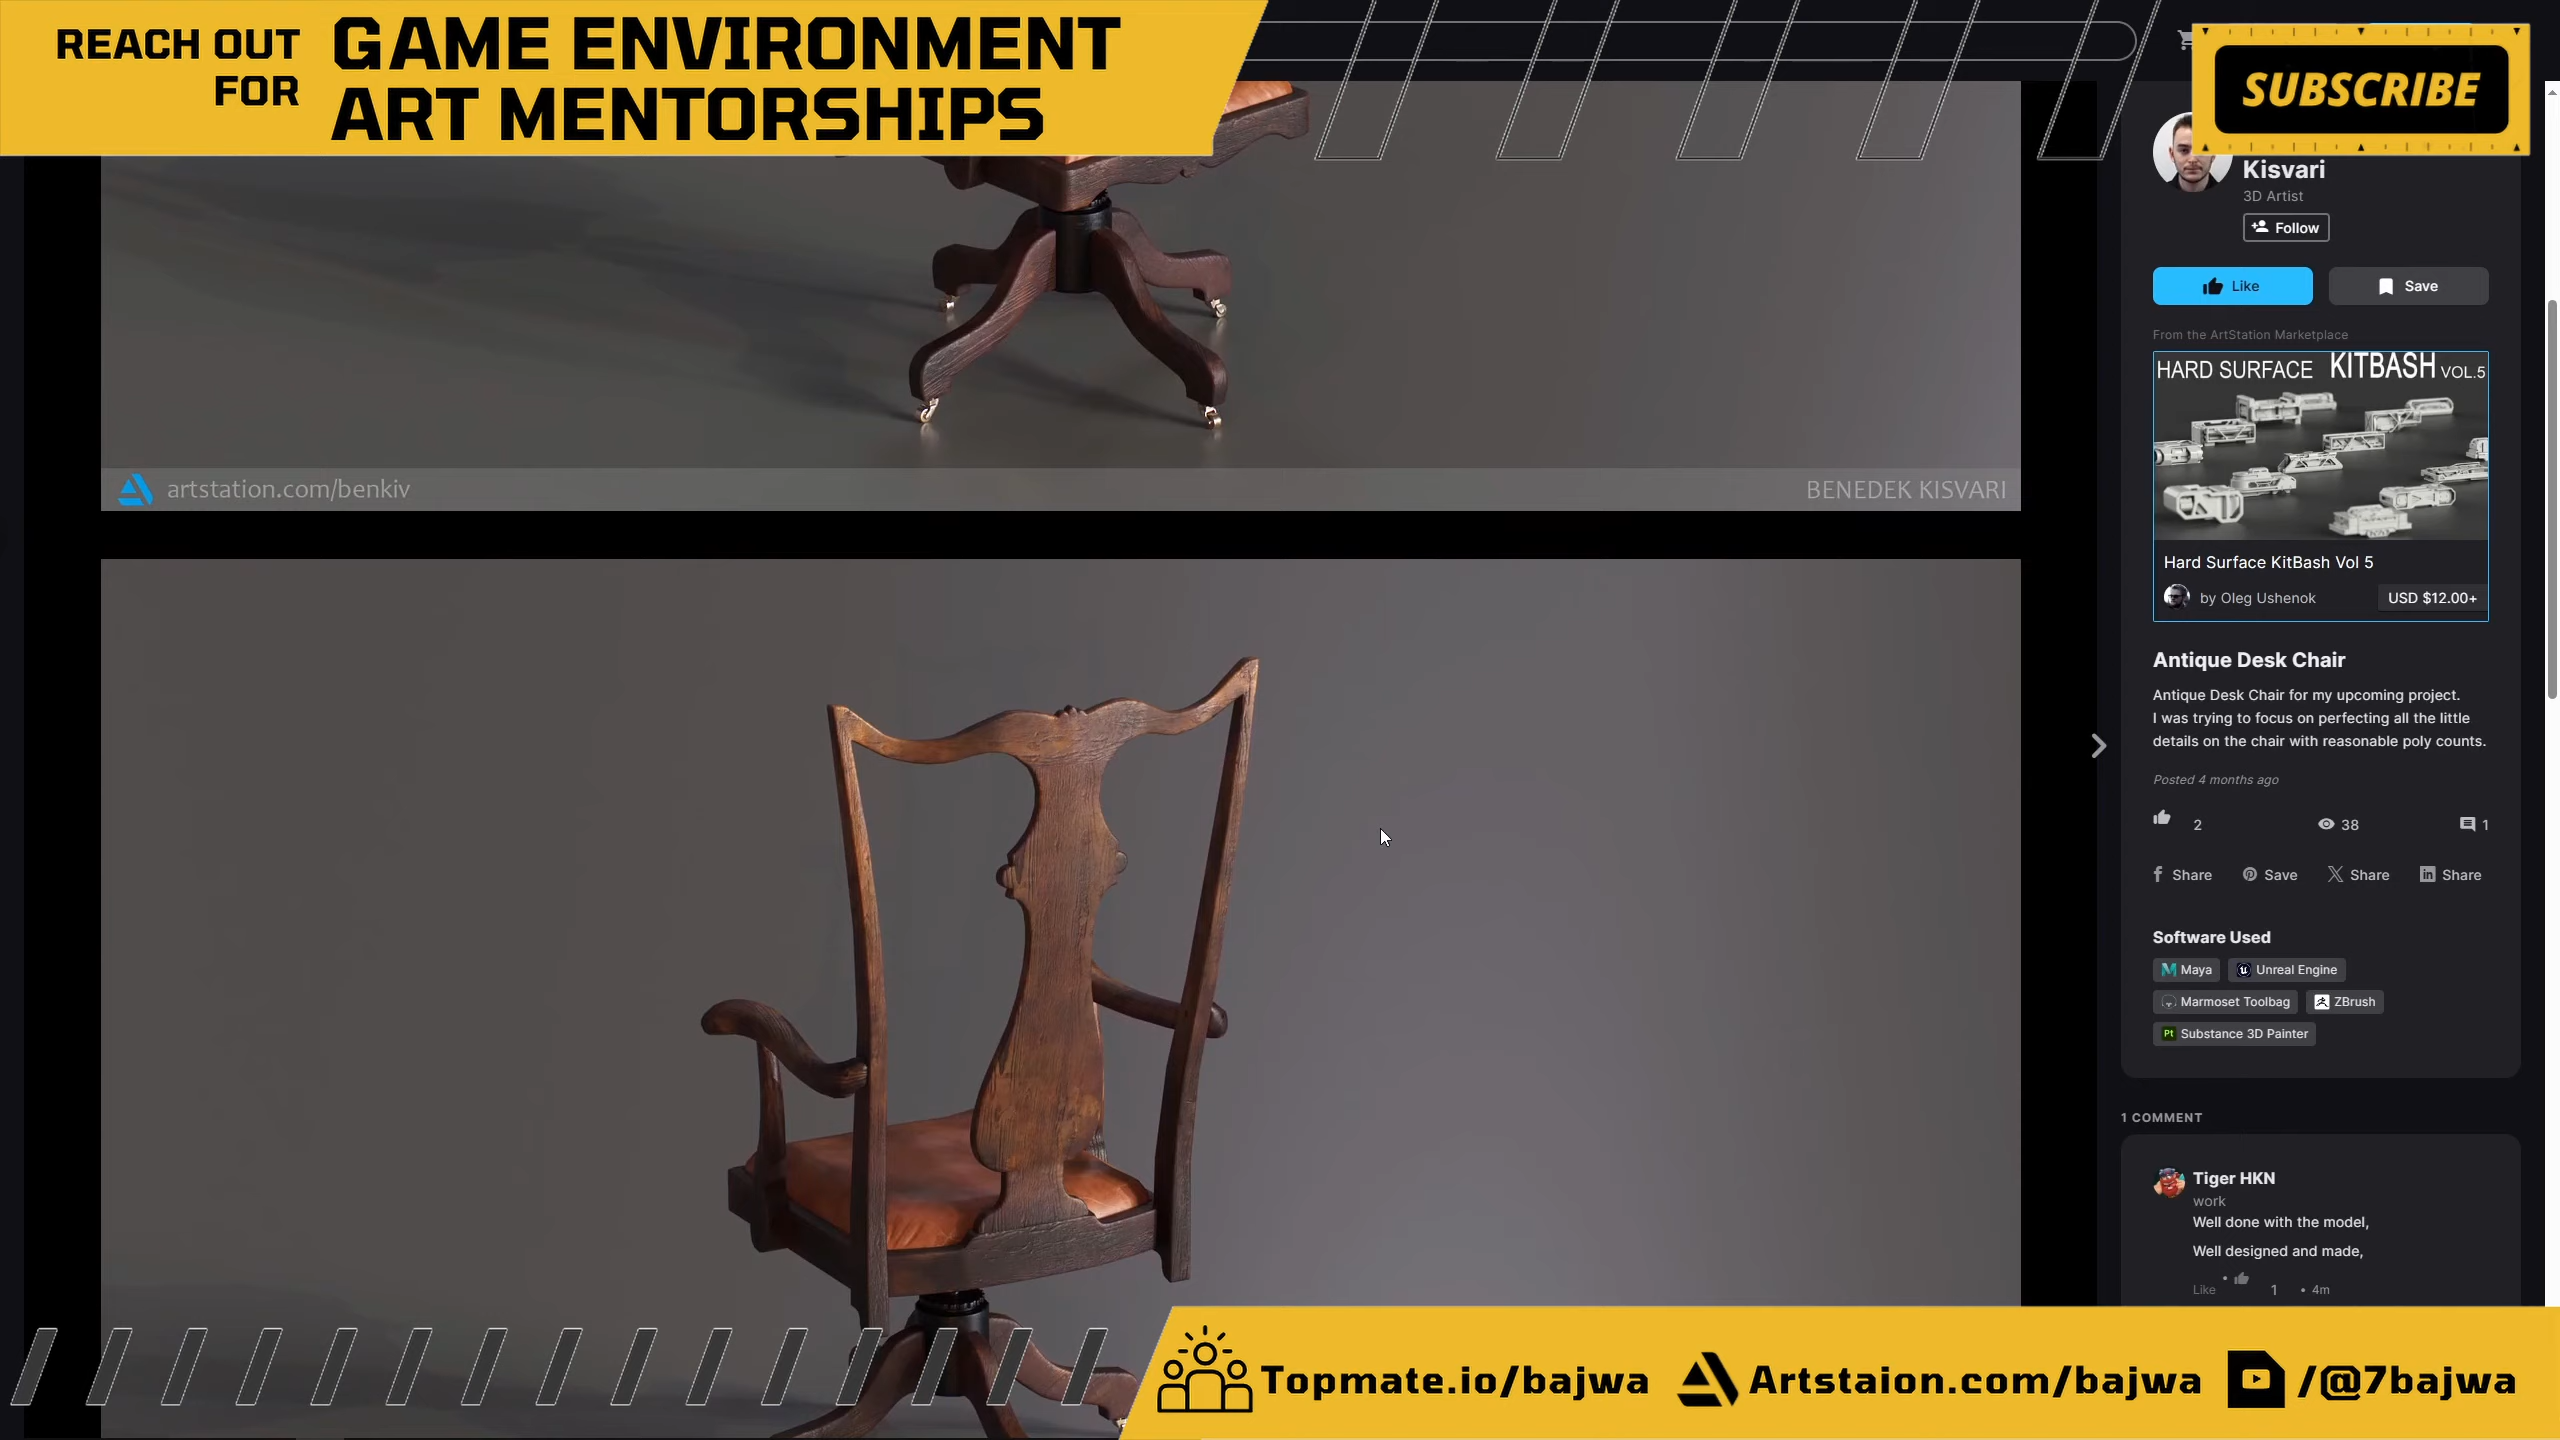 REACH OUT
FOR
GAME ENVIRONMENT
ART MENTORSHIPS
SUBSCRIBE
Kisvari
3D Artist
Follow
Like
Save
From the ArtStation Marketplace
HARD SURFACE KITBASH VOL.5
Hard Surface KitBash Vol 5
by Oleg Ushenok
USD $12.00+
artstation.com/benkiv
BENEDEK KISVARI
Antique Desk Chair
Antique Desk Chair for my upcoming project.
I was trying to focus on perfecting all the little
details on the chair with reasonable poly counts.
Posted 4 months ago
2
38
1
Share
Save
Share
Share
Software Used
Maya
Unreal Engine
Marmoset Toolbag
ZBrush
Pt Substance 3D Painter
1 COMMENT
Tiger HKN
work
Well done with the model,
Well designed and made,
Like • 1 • 4m
Topmate.io/bajwa
Artstaion.com/bajwa
/@7bajwa